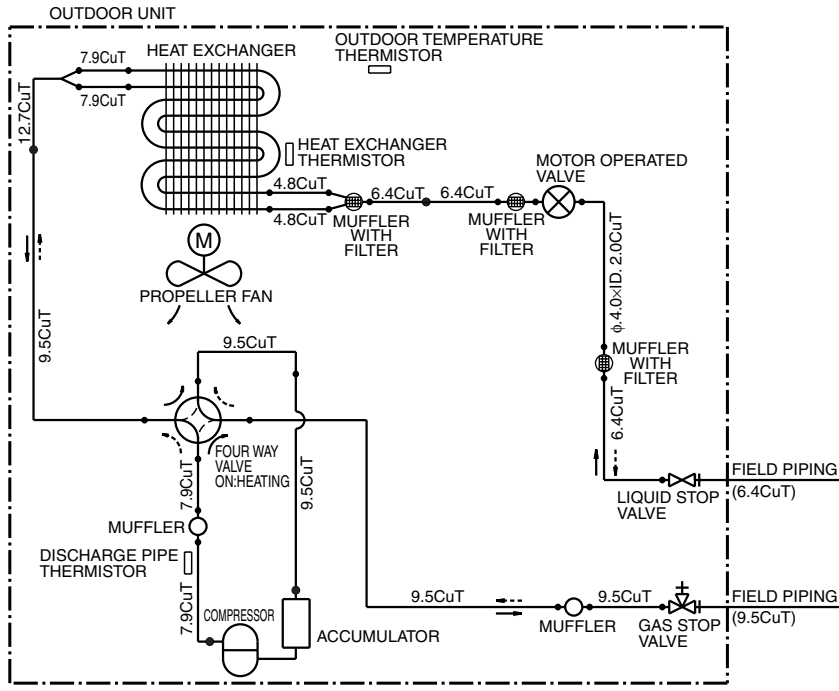 OUTDOOR UNIT
HEAT EXCHANGER
OUTDOOR TEMPERATURE
THERMISTOR
7.9CuT
7.9CuT
12.7CuT
HEAT EXCHANGER
THERMISTOR
MOTOR OPERATED
VALVE
4.8CuT
4.8CuT
6.4CuT
6.4CuT
MUFFLER
WITH
FILTER
MUFFLER
WITH
FILTER
M
PROPELLER FAN
ϕ4.0×ID. 2.0CuT
9.5CuT
9.5CuT
MUFFLER
WITH
FILTER
6.4CuT
FOUR WAY
VALVE
ON:HEATING
7.9CuT
9.5CuT
FIELD PIPING
(6.4CuT)
LIQUID STOP
VALVE
MUFFLER
DISCHARGE PIPE
THERMISTOR
7.9CuT
COMPRESSOR
ACCUMULATOR
9.5CuT
9.5CuT
MUFFLER
GAS STOP
VALVE
FIELD PIPING
(9.5CuT)